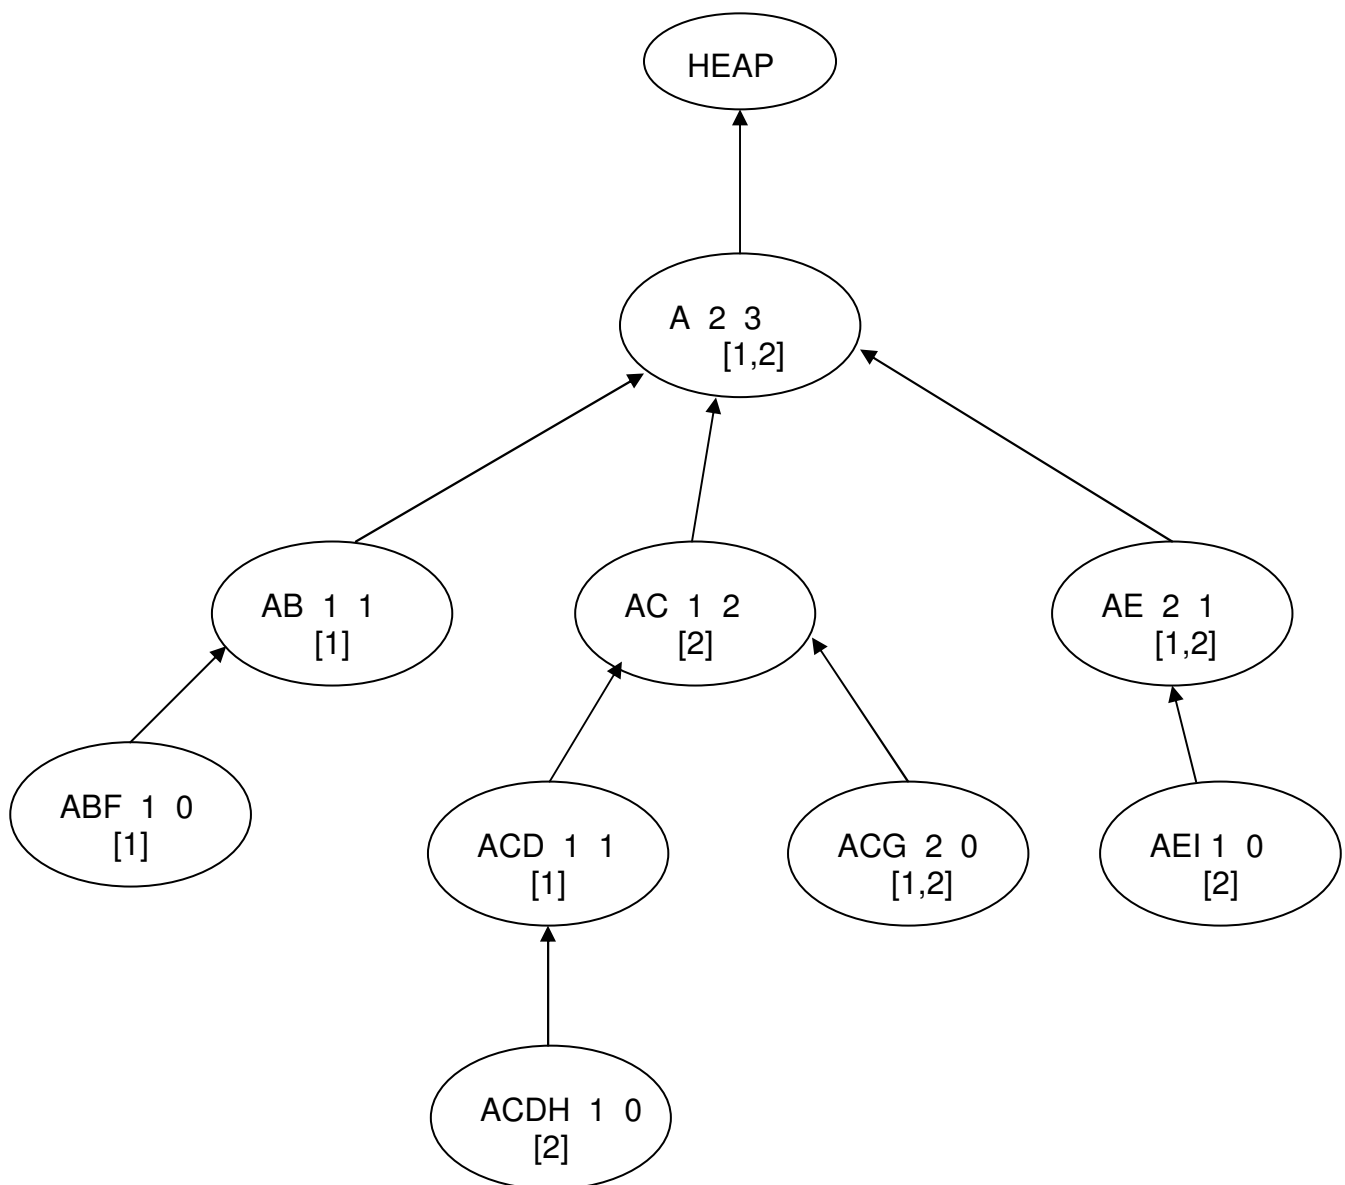 HEAP
A 2 3
[1,2]
AB 1 1
[1]
AC 1 2
[2]
AE 2 1
[1,2]
ABF 1 0
[1]
ACD 1 1
[1]
ACG 2 0
[1,2]
AEI 1 0
[2]
ACDH 1 0
[2]